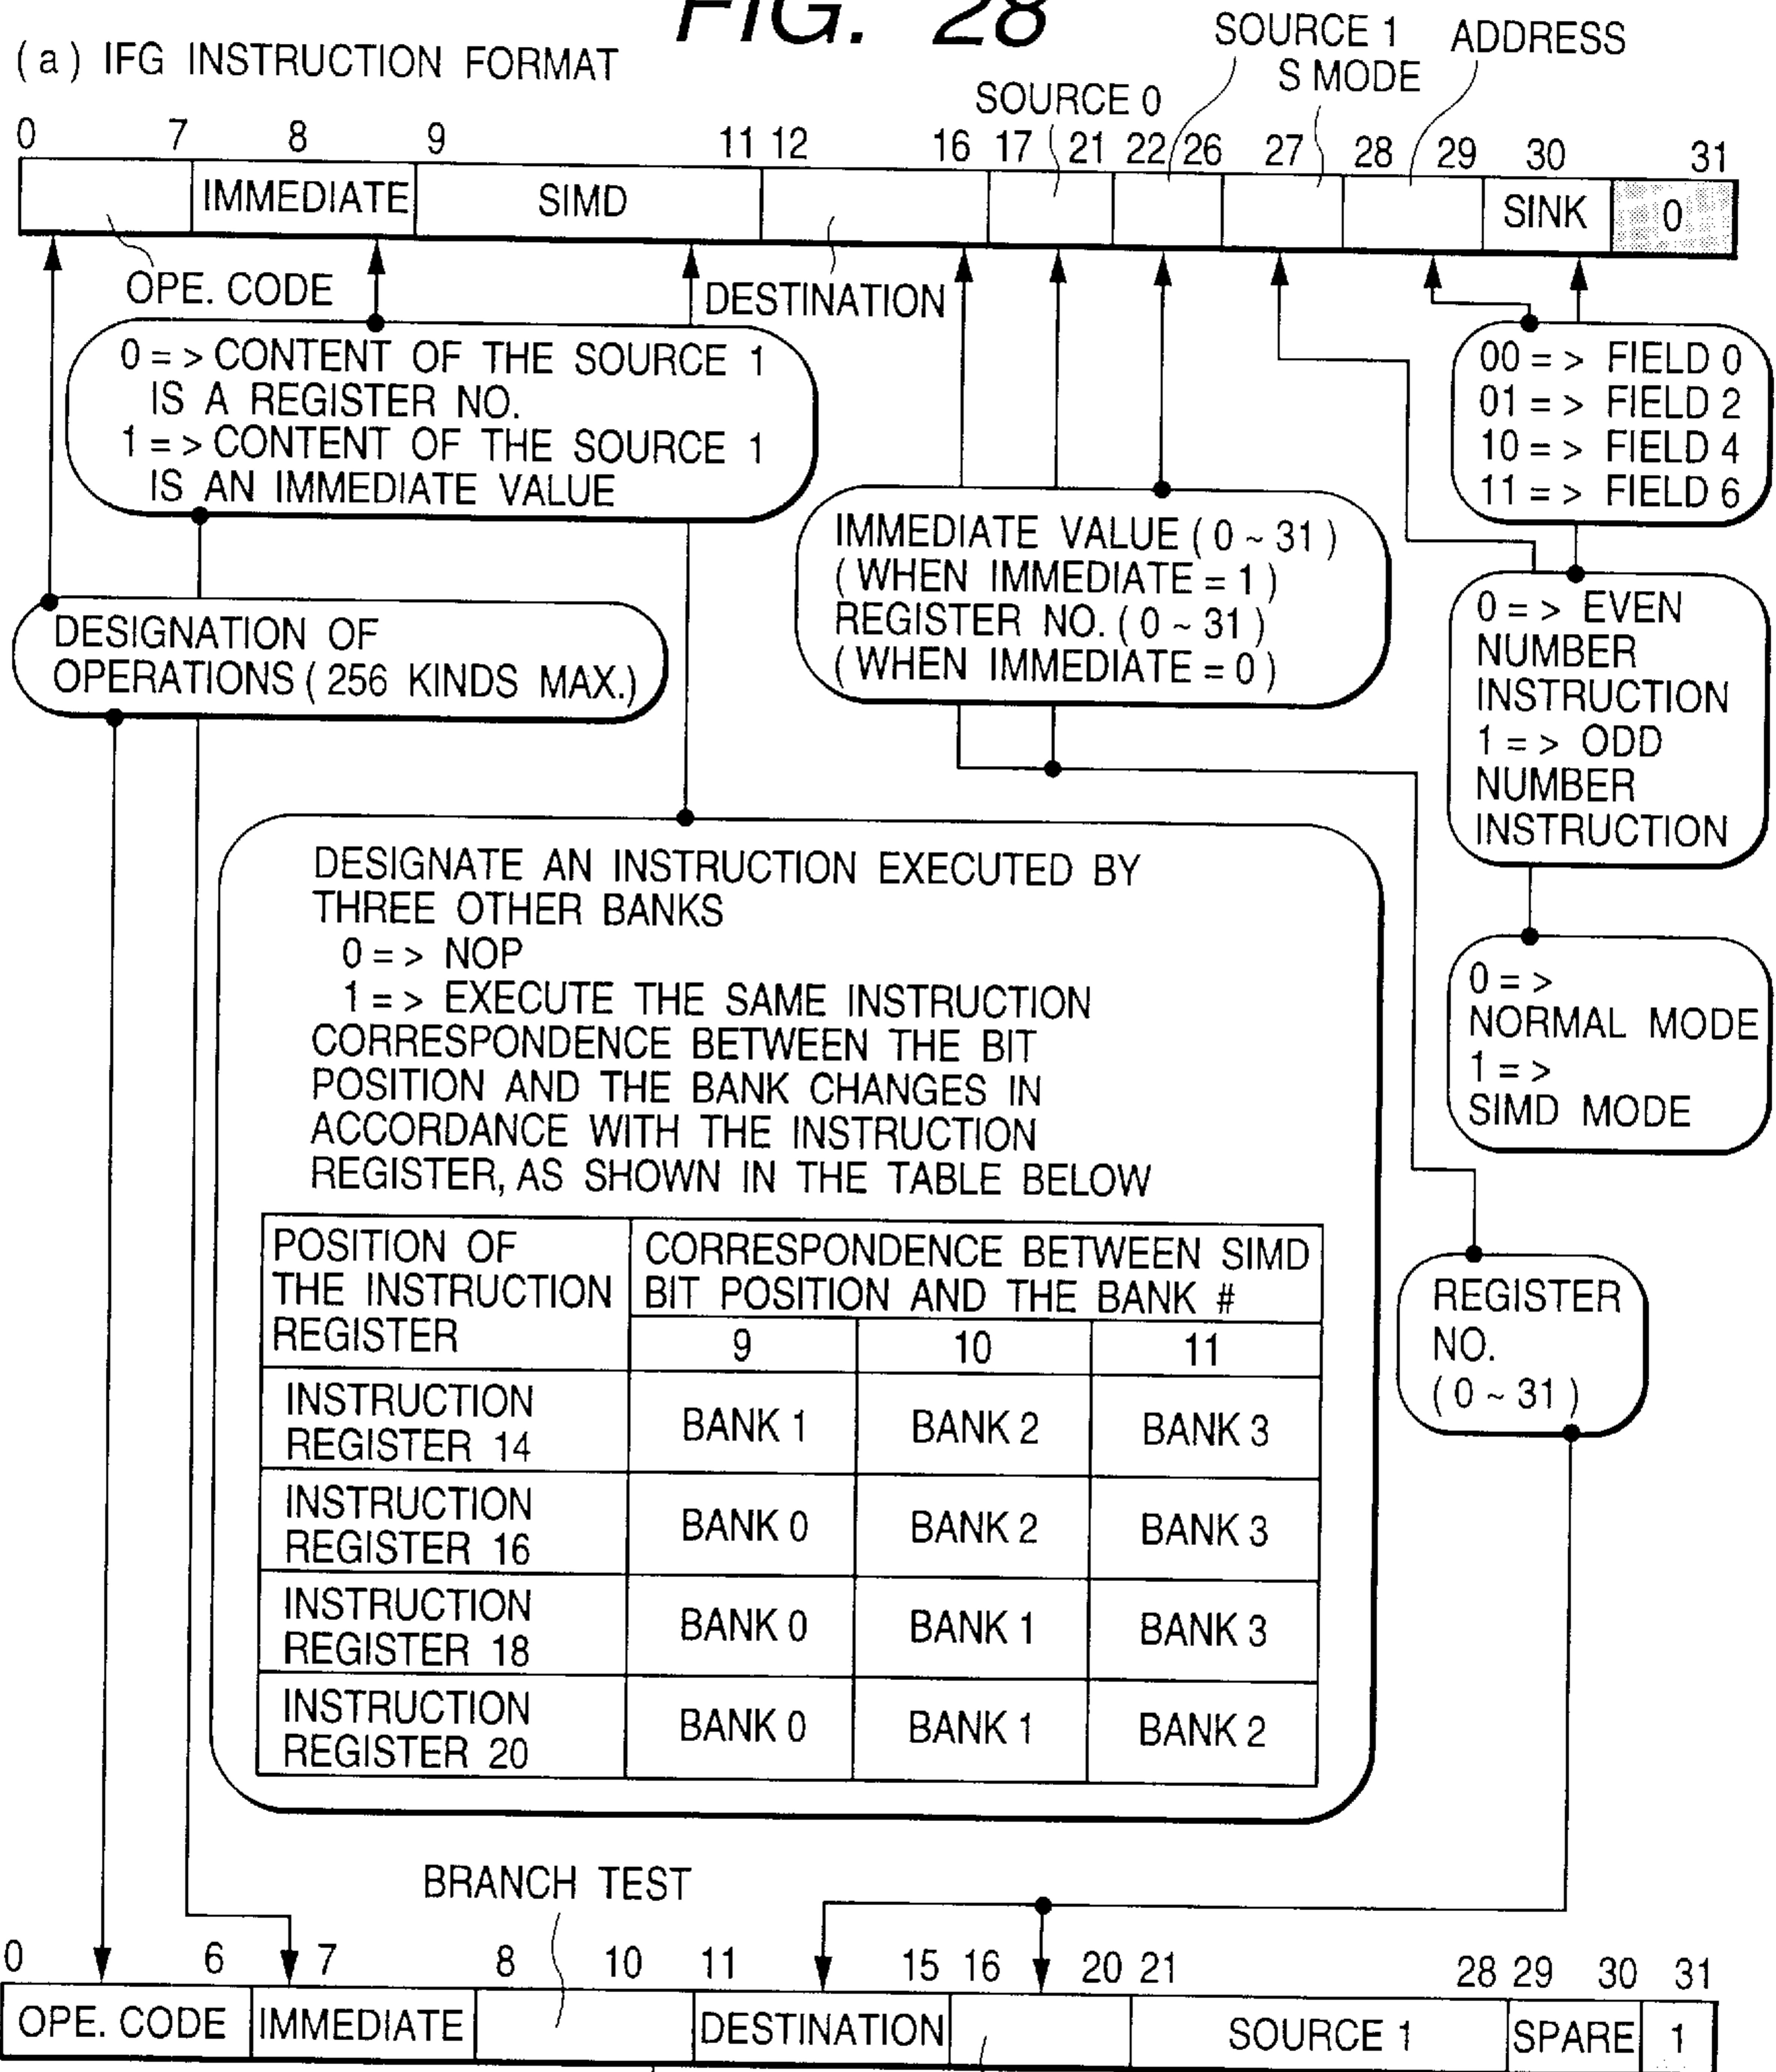 FIG. 28
(a) IFG INSTRUCTION FORMAT
SOURCE 1
ADDRESS
S MODE
SOURCE 0
0 7 8 9 11 12 16 17 21 22 26 27 28 29 30 31
IMMEDIATE SIMD SINK 0
OPE. CODE
DESTINATION
0 = > CONTENT OF THE SOURCE 1
IS A REGISTER NO.
1 = > CONTENT OF THE SOURCE 1
IS AN IMMEDIATE VALUE
00 = > FIELD 0
01 = > FIELD 2
10 = > FIELD 4
11 = > FIELD 6
IMMEDIATE VALUE ( 0 ~ 31 )
( WHEN IMMEDIATE = 1 )
REGISTER NO. ( 0 ~ 31 )
( WHEN IMMEDIATE = 0 )
DESIGNATION OF
OPERATIONS ( 256 KINDS MAX. )
0 = > EVEN
NUMBER
INSTRUCTION
1 = > ODD
NUMBER
INSTRUCTION
DESIGNATE AN INSTRUCTION EXECUTED BY
THREE OTHER BANKS
0 = > NOP
1 = > EXECUTE THE SAME INSTRUCTION
CORRESPONDENCE BETWEEN THE BIT
POSITION AND THE BANK CHANGES IN
ACCORDANCE WITH THE INSTRUCTION
REGISTER, AS SHOWN IN THE TABLE BELOW
0 = >
NORMAL MODE
1 = >
SIMD MODE
POSITION OF
THE INSTRUCTION
REGISTER
CORRESPONDENCE BETWEEN SIMD
BIT POSITION AND THE BANK #
9 10 11
INSTRUCTION
REGISTER 14
BANK 1 BANK 2 BANK 3
INSTRUCTION
REGISTER 16
BANK 0 BANK 2 BANK 3
INSTRUCTION
REGISTER 18
BANK 0 BANK 1 BANK 3
INSTRUCTION
REGISTER 20
BANK 0 BANK 1 BANK 2
REGISTER
NO.
( 0 ~ 31 )
BRANCH TEST
0 6 7 8 10 11 15 16 20 21 28 29 30 31
OPE. CODE IMMEDIATE DESTINATION SOURCE 1 SPARE 1